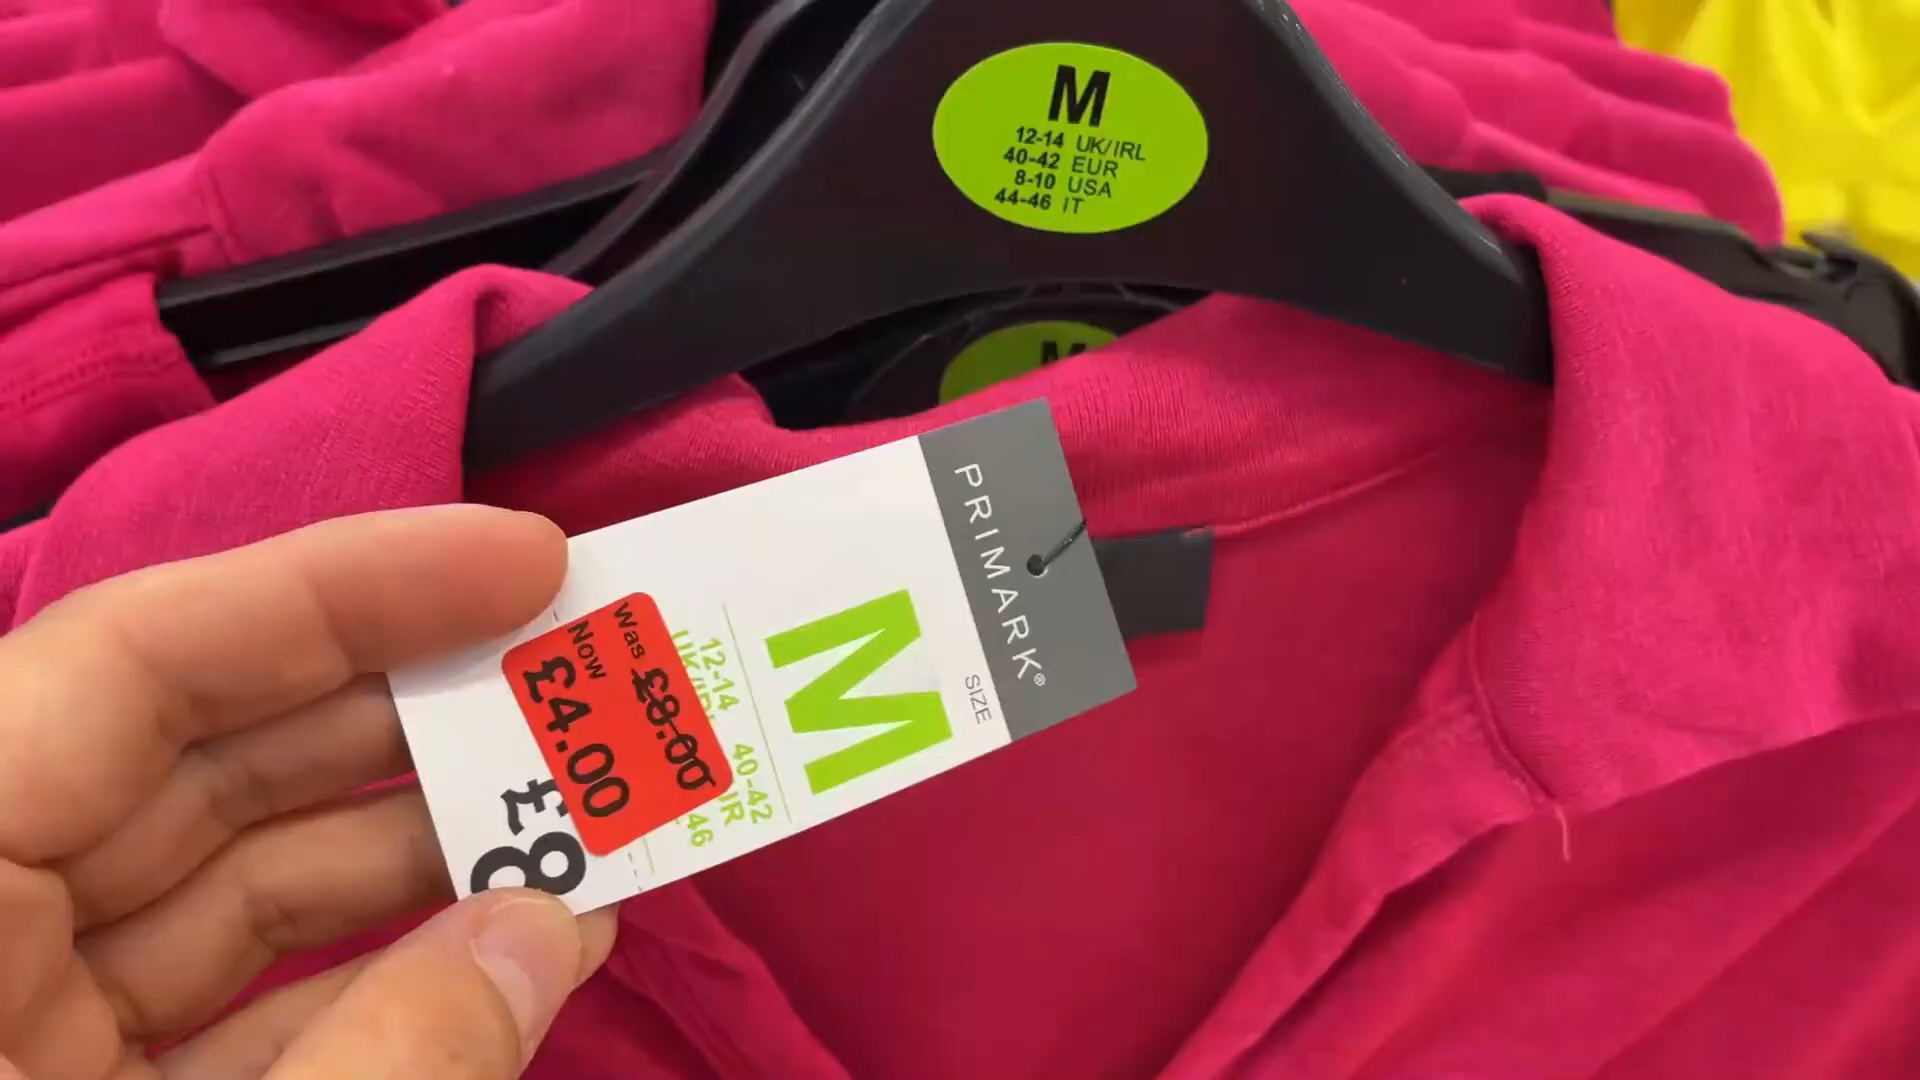 M
12-14 UK/IRL
40-42 EUR
8-10 USA
44-46 IT
M
PRIMARK®
SIZE
M
12-14 40-42
46
Was £8.00
Now
£4.00
£8